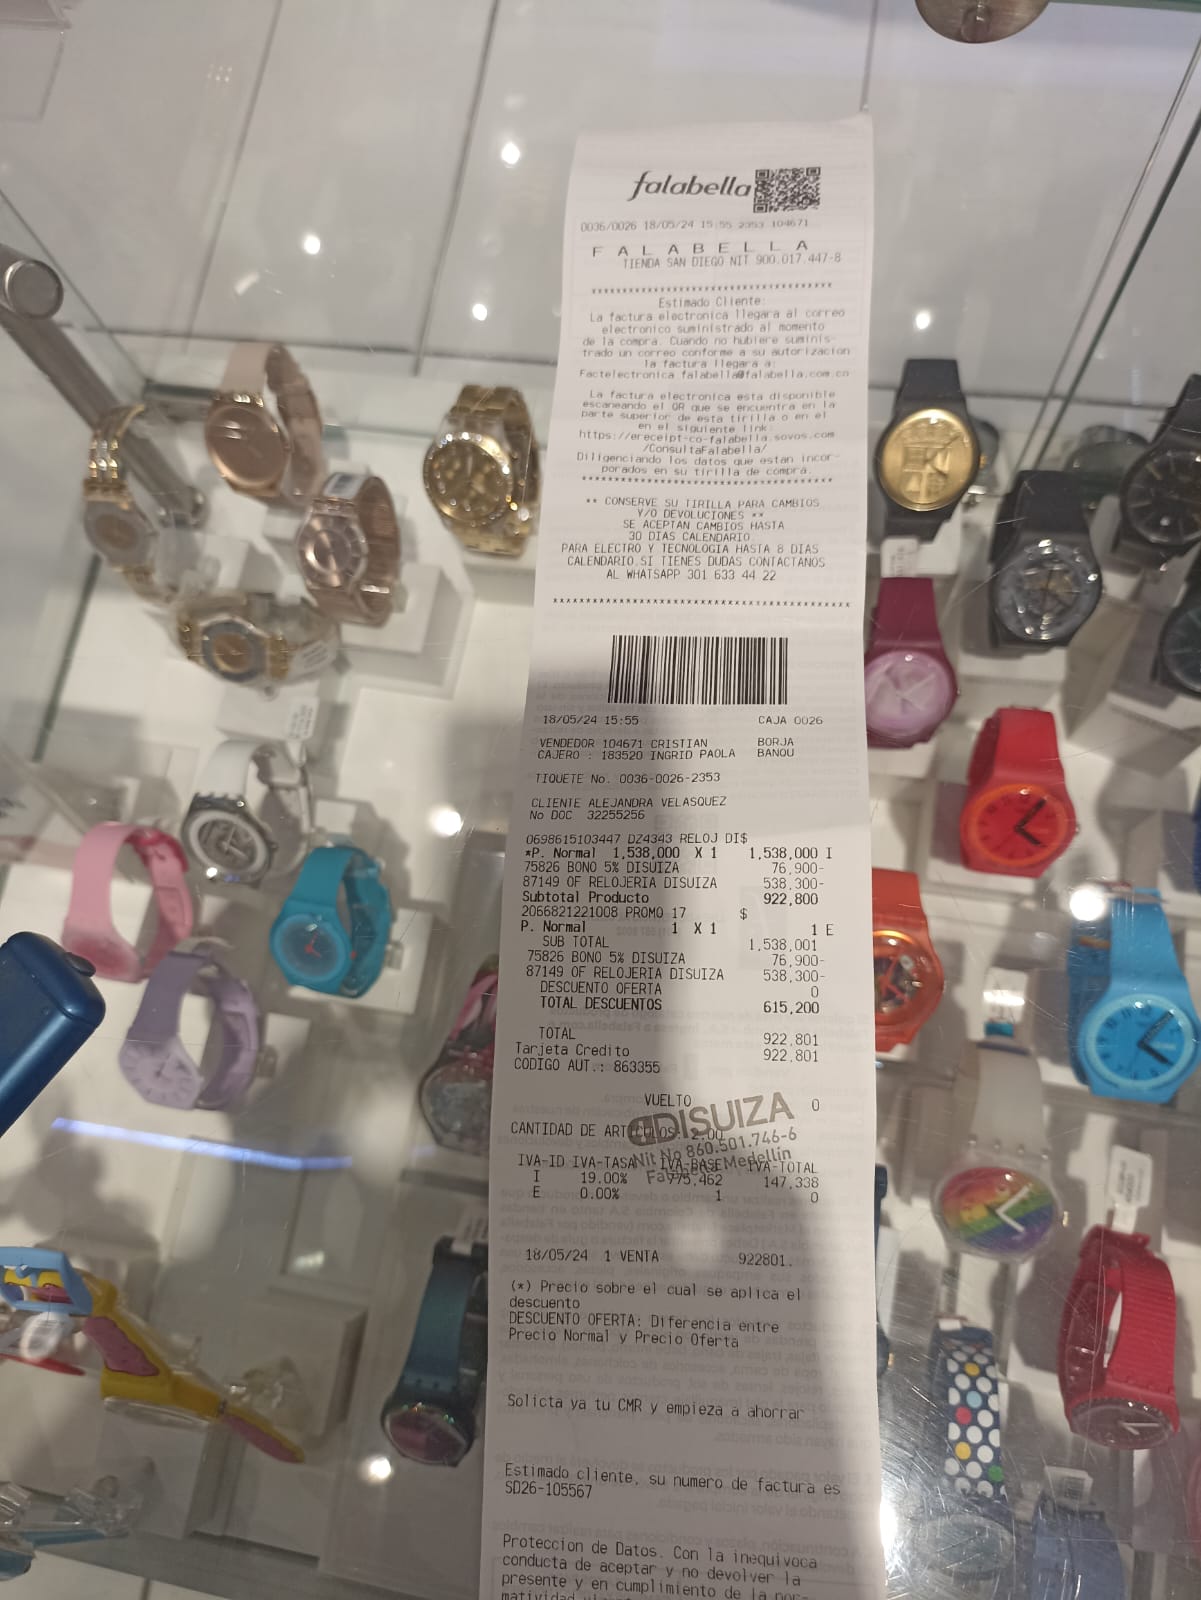 falabella
0036/0026 18/05/24 15:55 2353 104671
F A L A B E L L A
TIENDA SAN DIEGO NIT 900.017.447-8
************************************
Estimado Cliente:
La factura electronica llegara al correo
electronico suministrado al momento
de la compra. Cuando no hubiere suminis-
trado un correo conforme a su autorizacion
la factura llegara a:
Factelectronica falabella@falabella.com.co
La factura electronica esta disponible
escaneando el QR que se encuentra en la
parte superior de esta tirilla o en el
en el siguiente link:
https://ereceipt-co-falabella.sovos.com
/ConsultaFalabella/
Diligenciando los datos que estan incor-
porados en su tirilla de compra.
************************************
** CONSERVE SU TIRILLA PARA CAMBIOS
Y/O DEVOLUCIONES **
SE ACEPTAN CAMBIOS HASTA
30 DIAS CALENDARIO
PARA ELECTRO Y TECNOLOGIA HASTA 8 DIAS
CALENDARIO.SI TIENES DUDAS CONTACTANOS
AL WHATSAPP 301 633 44 22
******************************************
18/05/24 15:55 CAJA 0026
VENDEDOR 104671 CRISTIAN BORJA
CAJERO : 183520 INGRID PAOLA BANQU
TIQUETE No. 0036-0026-2353
CLIENTE ALEJANDRA VELASQUEZ
No DOC 32255256
0698615103447 DZ4343 RELOJ DI$
*P. Normal 1,538,000 X 1 1,538,000 I
75826 BONO 5% DISUIZA 76,900-
87149 OF RELOJERIA DISUIZA 538,300-
Subtotal Producto 922,800
2066821221008 PROMO 17 $
P. Normal 1 X 1 1 E
SUB TOTAL 1,538,001
75826 BONO 5% DISUIZA 76,900-
87149 OF RELOJERIA DISUIZA 538,300-
DESCUENTO OFERTA 0
TOTAL DESCUENTOS 615,200
TOTAL 922,801
Tarjeta Credito 922,801
CODIGO AUT.: 863355
VUELTO 0
DISUIZA
CANTIDAD DE ARTICULOS: 2.00
Nit No 860.501.746-6
Falabella Medellín
IVA-ID IVA-TASA IVA-BASE IVA-TOTAL
I 19.00% 775,462 147,338
E 0.00% 1 0
18/05/24 1 VENTA 922801.
(*) Precio sobre el cual se aplica el
descuento
DESCUENTO OFERTA: Diferencia entre
Precio Normal y Precio Oferta
Solicta ya tu CMR y empieza a ahorrar
Estimado cliente, su numero de factura es
SD26-105567
Proteccion de Datos. Con la inequivoca
conducta de aceptar y no devolver la
presente y en cumplimiento de la nor-